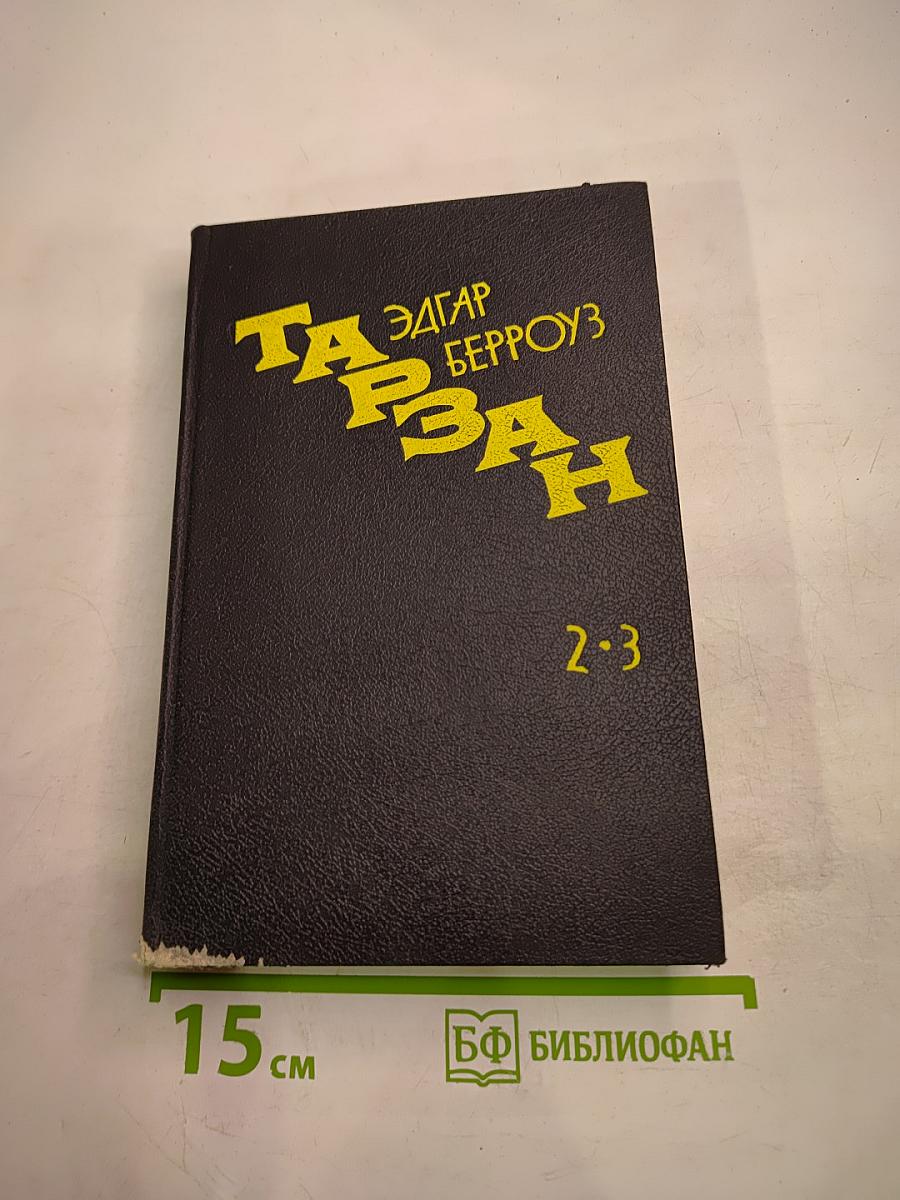 ЭДГАР
БЕРРОУЗ
ТАРЗАН
2•3
15 см
БФ БИБЛИОФАН